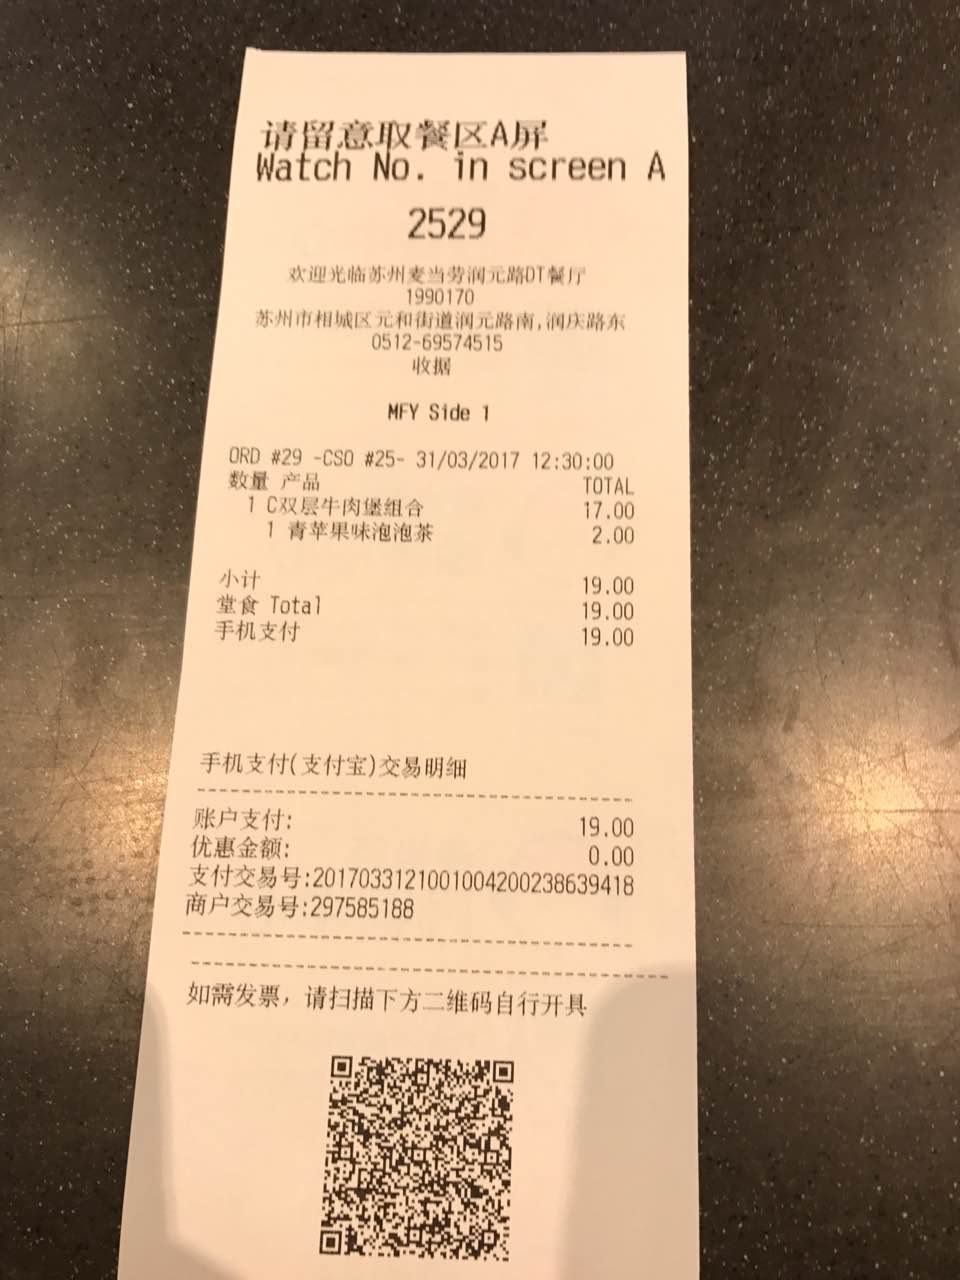 请留意取餐区A屏
Watch No. in screen A
2529
欢迎光临苏州麦当劳润元路DT餐厅
1990170
苏州市相城区元和街道润元路南,润庆路东
0512-69574515
收据
MFY Side 1
ORD #29 -CSO #25- 31/03/2017 12:30:00
数量 产品 TOTAL
1 C双层牛肉堡组合 17.00
1 青苹果味泡泡茶 2.00
小计 19.00
堂食 Total 19.00
手机支付 19.00
手机支付(支付宝)交易明细
账户支付: 19.00
优惠金额: 0.00
支付交易号:2017033121001004200238639418
商户交易号:297585188
如需发票，请扫描下方二维码自行开具